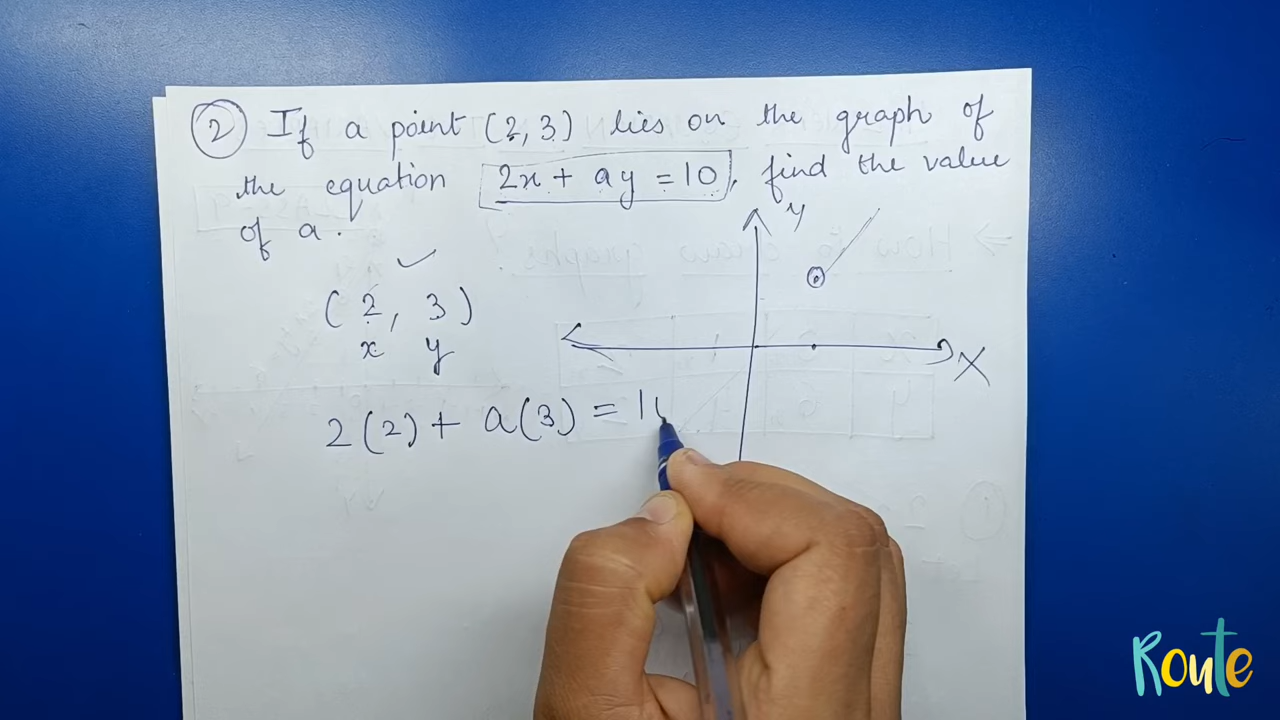 ② If a point (2, 3) lies on the graph of
the equation 2x + ay = 10, find the value
of a.
Y
(2, 3)
x y
X
2(2) + a(3) = 1
Route